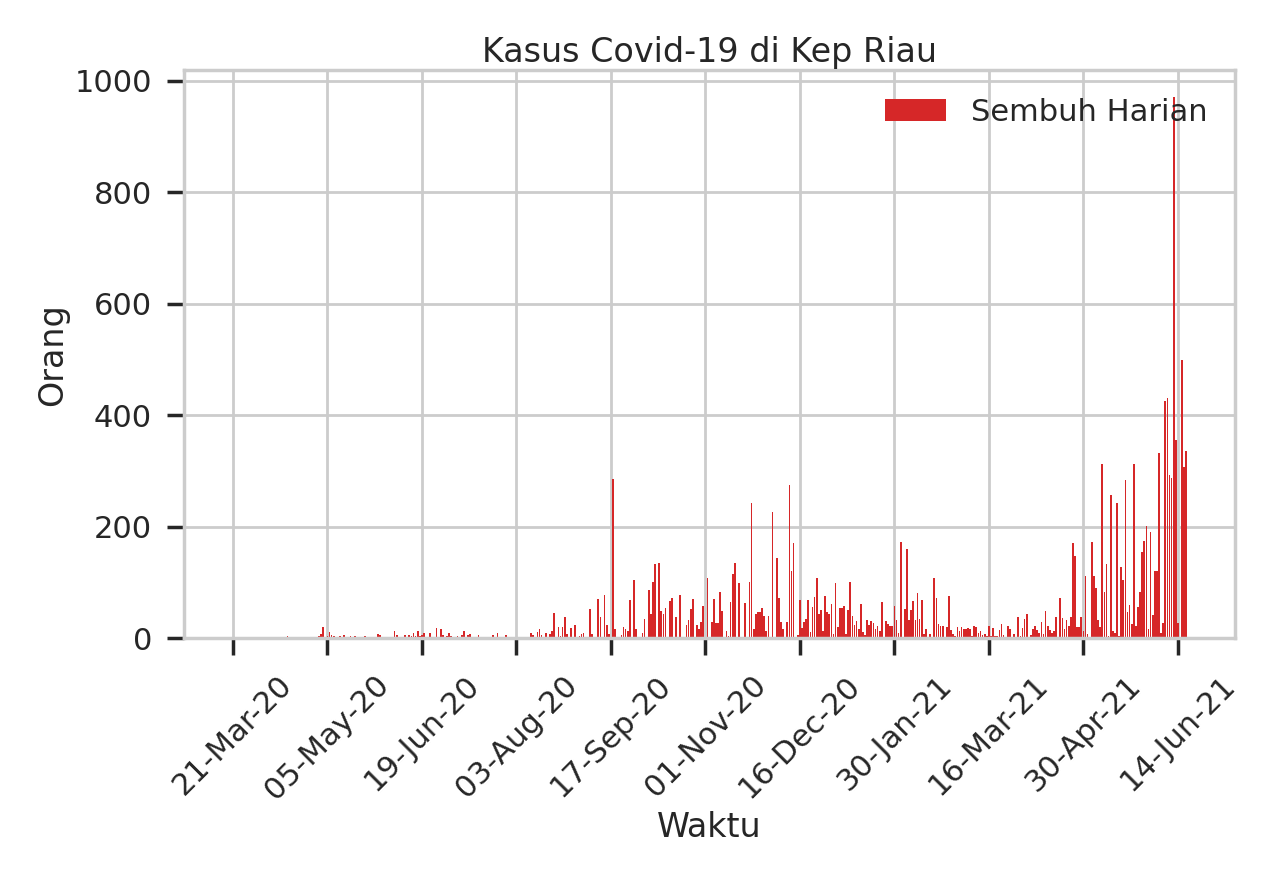 Kasus Covid-19 di Kep Riau
Sembuh Harian
Orang
1000
800
600
400
200
0
21-Mar-20
05-May-20
19-Jun-20
03-Aug-20
17-Sep-20
01-Nov-20
16-Dec-20
30-Jan-21
16-Mar-21
30-Apr-21
14-Jun-21
Waktu